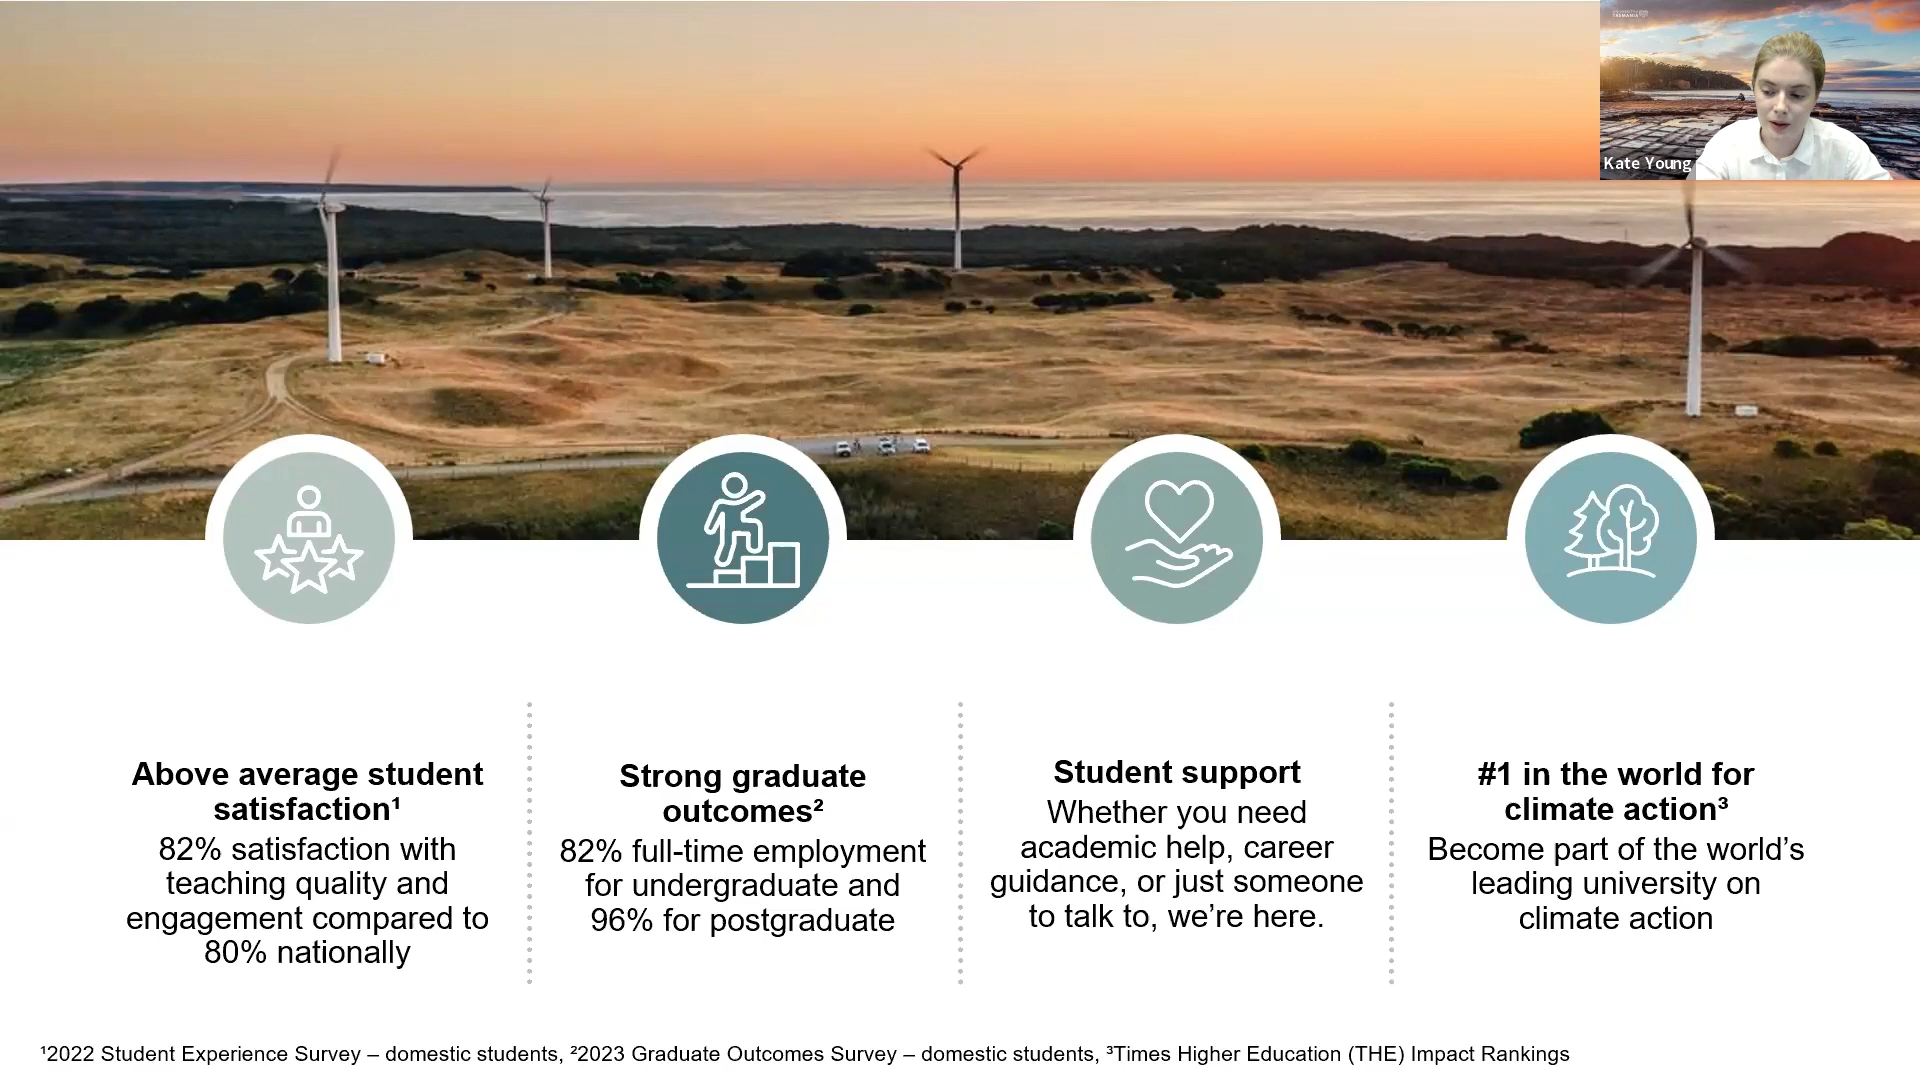 UNIVERSITY of
TASMANIA
Kate Young
Above average student
satisfaction¹
82% satisfaction with
teaching quality and
engagement compared to
80% nationally
Strong graduate
outcomes²
82% full-time employment
for undergraduate and
96% for postgraduate
Student support
Whether you need
academic help, career
guidance, or just someone
to talk to, we’re here.
#1 in the world for
climate action³
Become part of the world’s
leading university on
climate action
¹2022 Student Experience Survey – domestic students, ²2023 Graduate Outcomes Survey – domestic students, ³Times Higher Education (THE) Impact Rankings